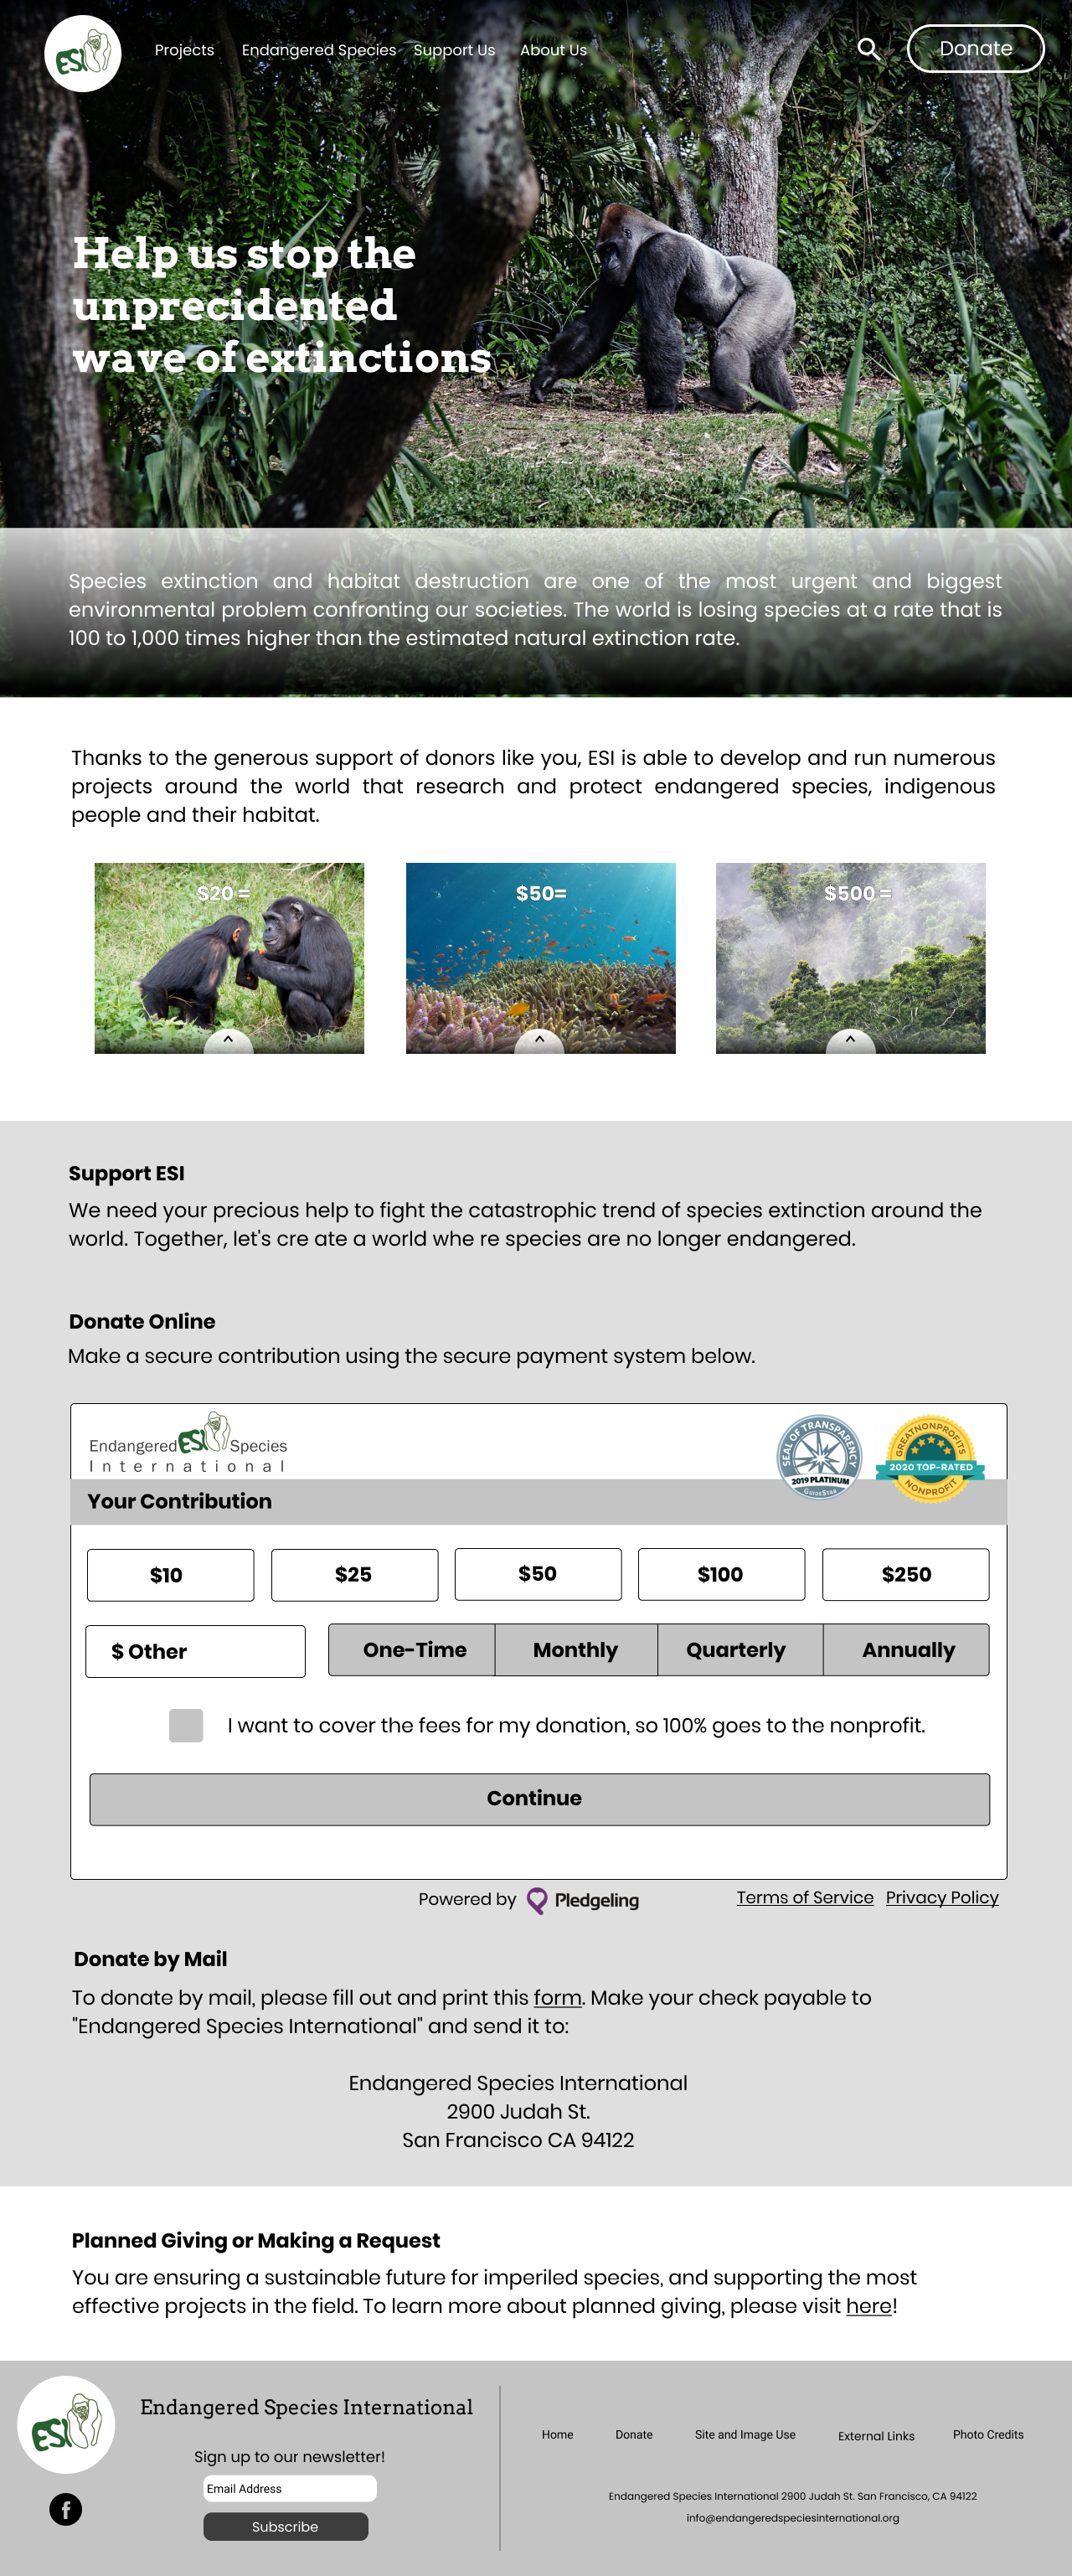 ESI
Projects
Endangered Species
Support Us
About Us
Donate
Help us stop the
unprecidented
wave of extinctions
Species extinction and habitat destruction are one of the most urgent and biggest
environmental problem confronting our societies. The world is losing species at a rate that is
100 to 1,000 times higher than the estimated natural extinction rate.
Thanks to the generous support of donors like you, ESI is able to develop and run numerous
projects around the world that research and protect endangered species, indigenous
people and their habitat.
$20 =
$50=
$500 =
Support ESI
We need your precious help to fight the catastrophic trend of species extinction around the
world. Together, let's cre ate a world whe re species are no longer endangered.
Donate Online
Make a secure contribution using the secure payment system below.
Endangered ESI Species
International
SEAL OF TRANSPARENCY
2019 PLATINUM
GUIDESTAR
GREATNONPROFITS
2020 TOP-RATED
NONPROFIT
Your Contribution
$10
$25
$50
$100
$250
$ Other
One-Time
Monthly
Quarterly
Annually
I want to cover the fees for my donation, so 100% goes to the nonprofit.
Continue
Powered by Pledgeling
Terms of Service
Privacy Policy
Donate by Mail
To donate by mail, please fill out and print this form. Make your check payable to
"Endangered Species International" and send it to:
Endangered Species International
2900 Judah St.
San Francisco CA 94122
Planned Giving or Making a Request
You are ensuring a sustainable future for imperiled species, and supporting the most
effective projects in the field. To learn more about planned giving, please visit here!
ESI
Endangered Species International
Sign up to our newsletter!
Email Address
Subscribe
Home
Donate
Site and Image Use
External Links
Photo Credits
Endangered Species International 2900 Judah St. San Francisco, CA 94122
info@endangeredspeciesinternational.org